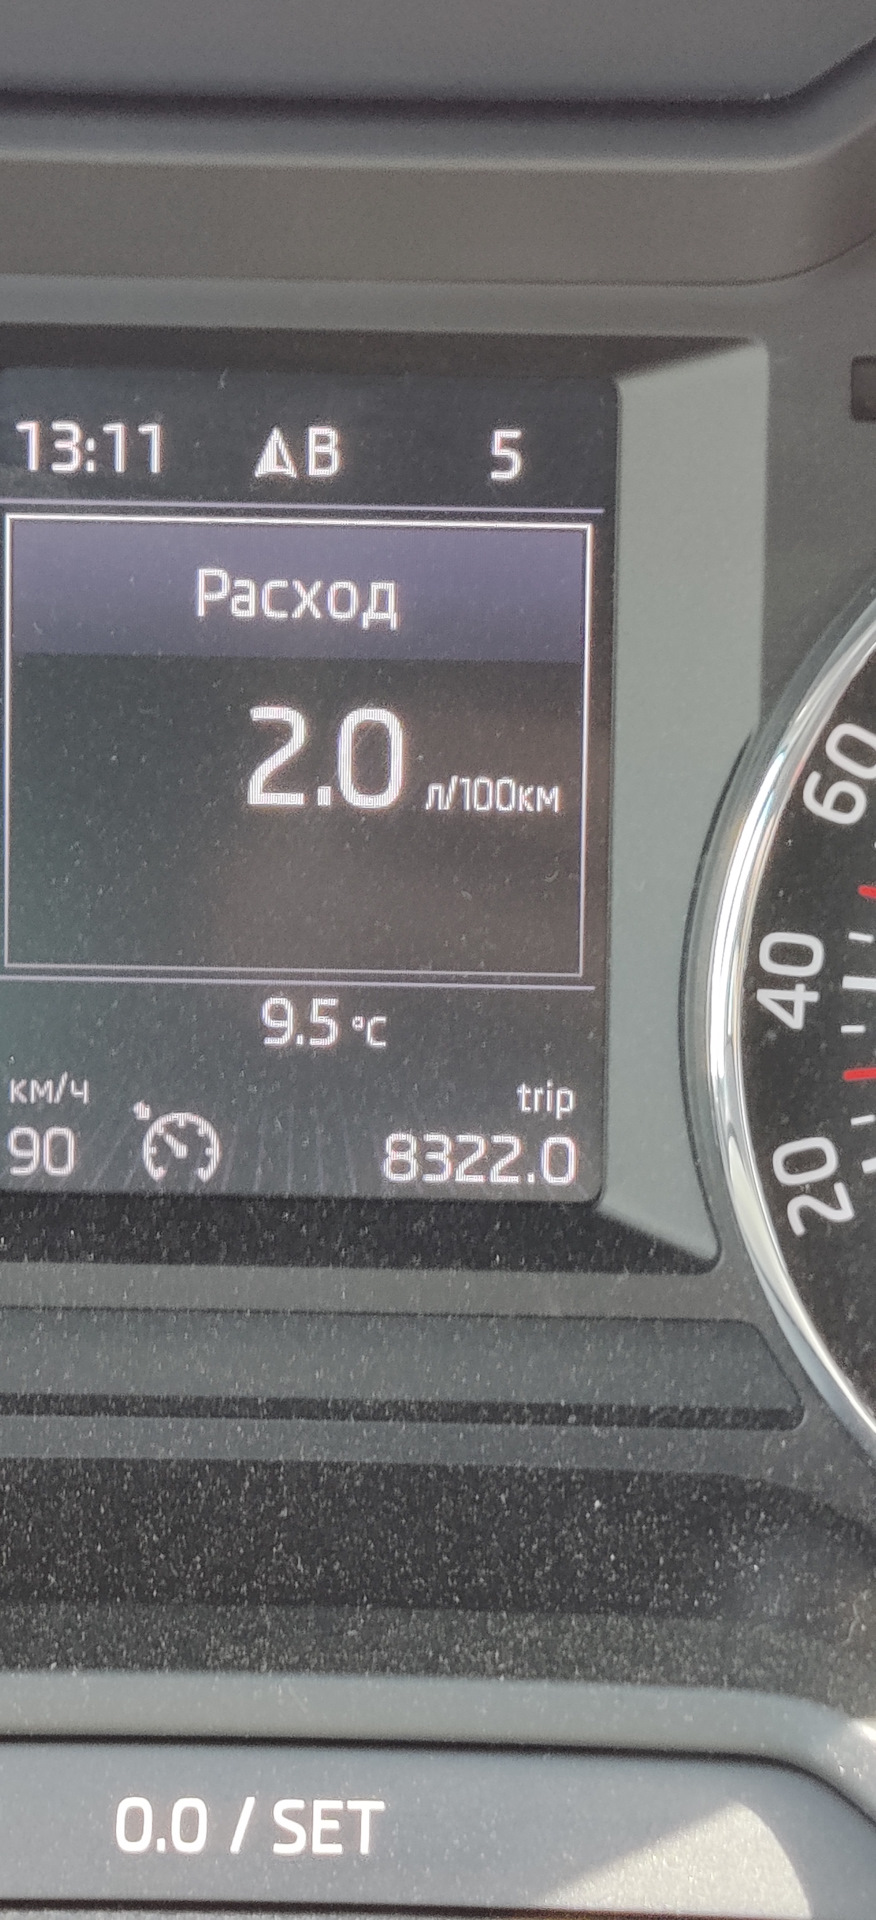 13:11 B 5
Расход
2.0 л/100км
9.5 °C
км/ч trip
90 8322.0
60
40
20
0.0 / SET